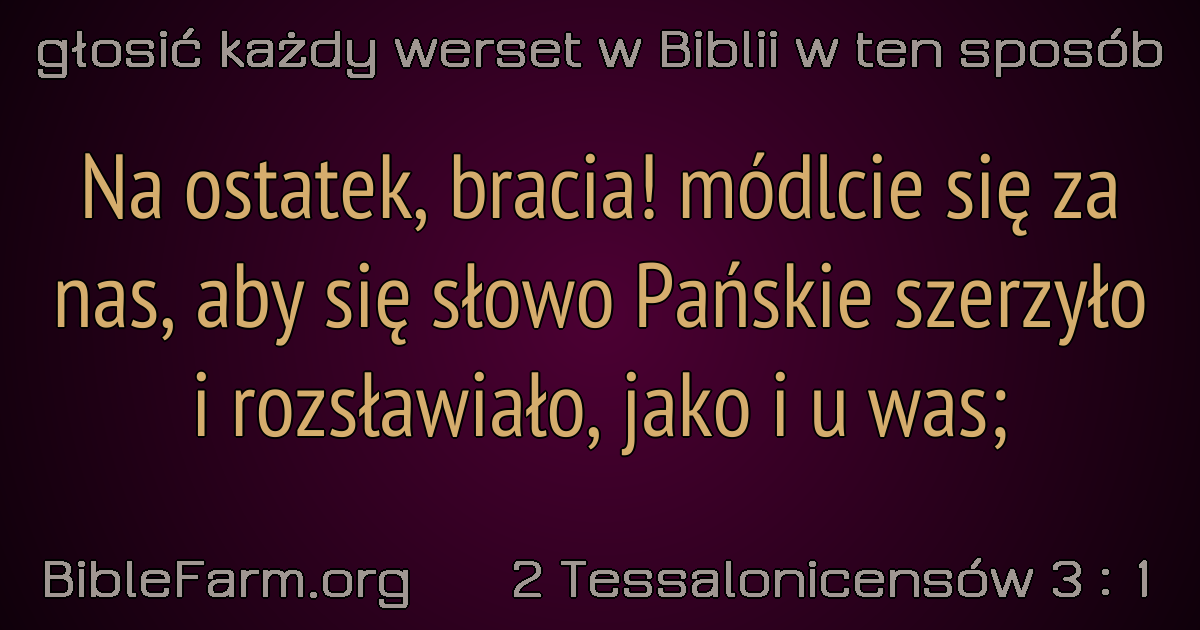 głosić każdy werset w Biblii w ten sposób
Na ostatek, bracia! módlcie się za
nas, aby się słowo Pańskie szerzyło
i rozsławiało, jako i u was;
BibleFarm.org 2 Tessalonicensów 3 : 1